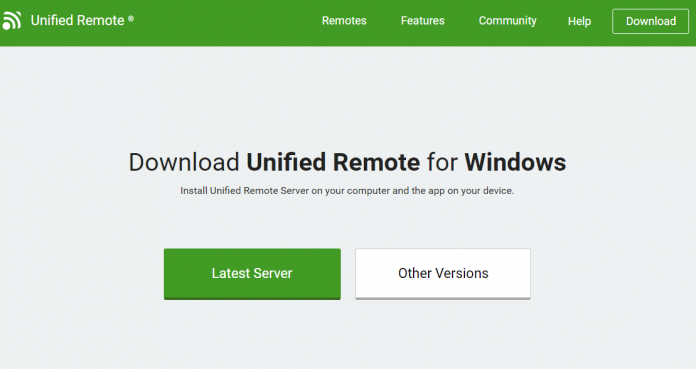 Unified Remote ®
Remotes Features Community Help Download
Download Unified Remote for Windows
Install Unified Remote Server on your computer and the app on your device.
Latest Server Other Versions